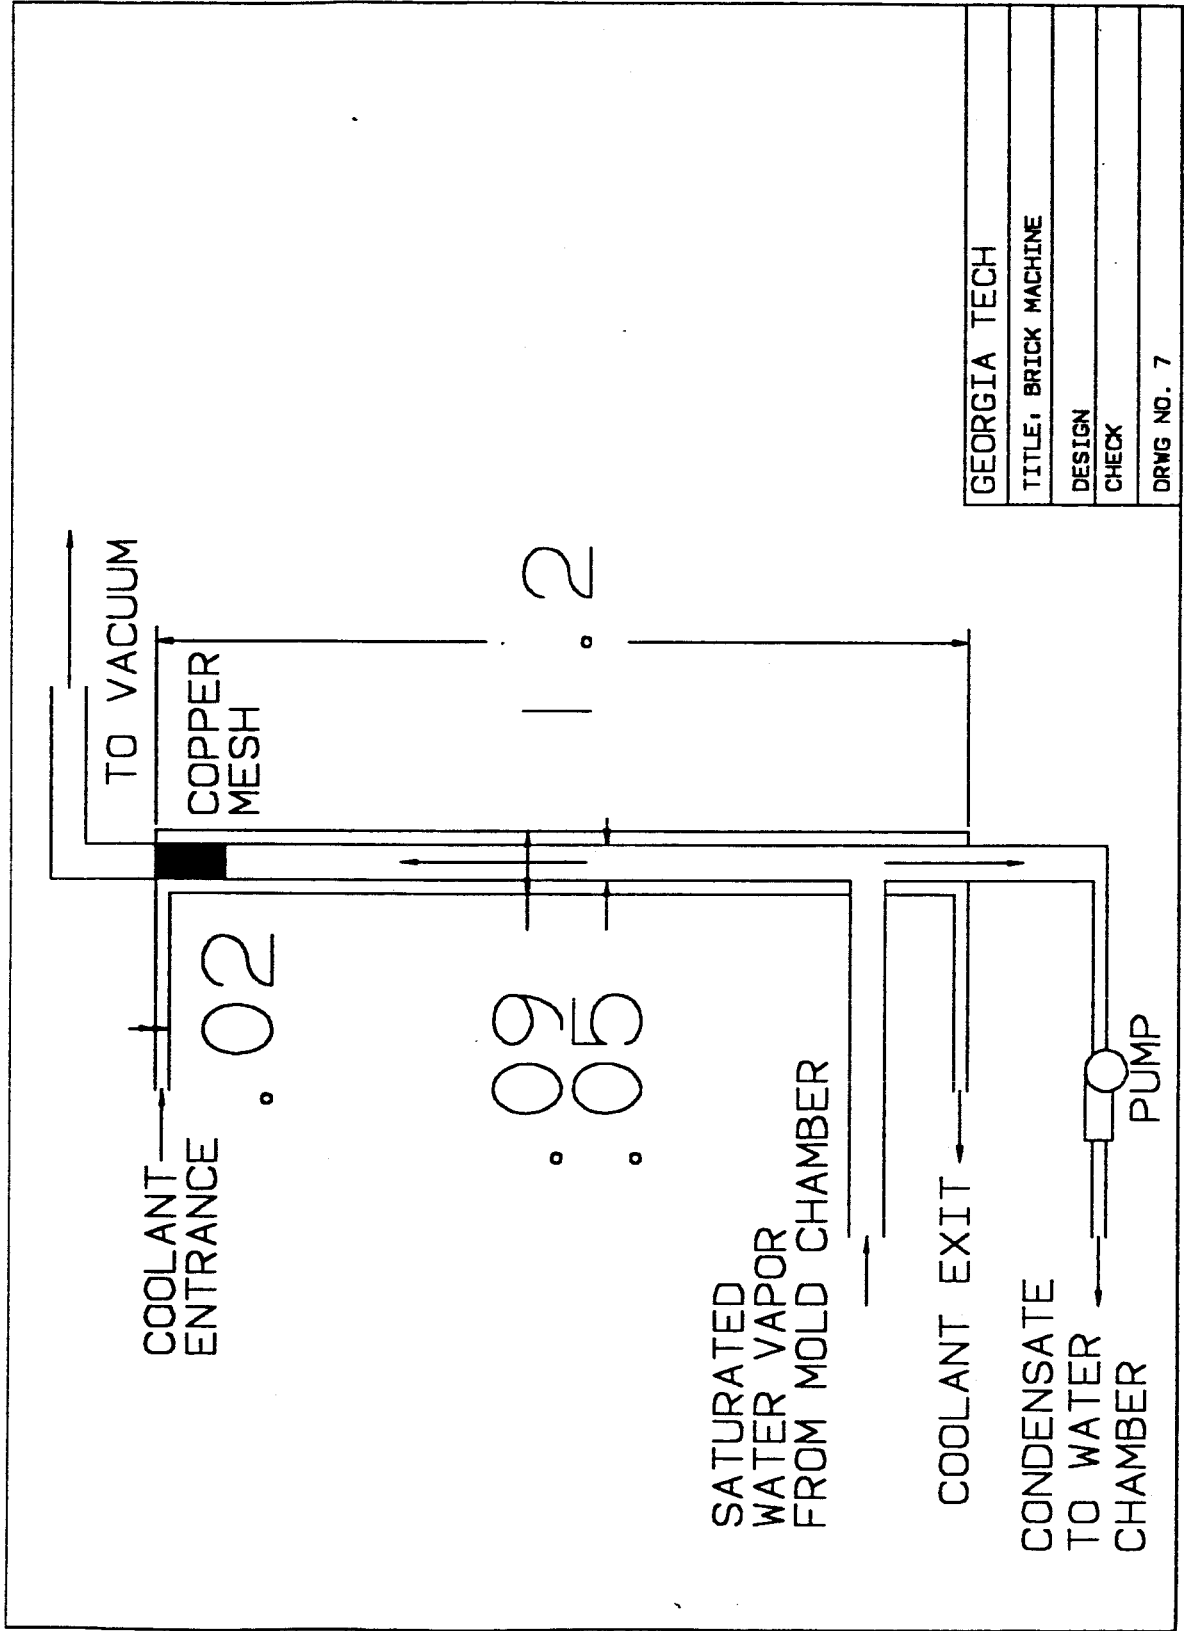 TO VACUUM
COOLANT
ENTRANCE
.02
COPPER
MESH
.09
.05
1.2
SATURATED
WATER VAPOR
FROM MOLD CHAMBER
COOLANT EXIT
CONDENSATE
TO WATER
CHAMBER
PUMP
GEORGIA TECH
TITLE: BRICK MACHINE
DESIGN
CHECK
DRWG NO. 7